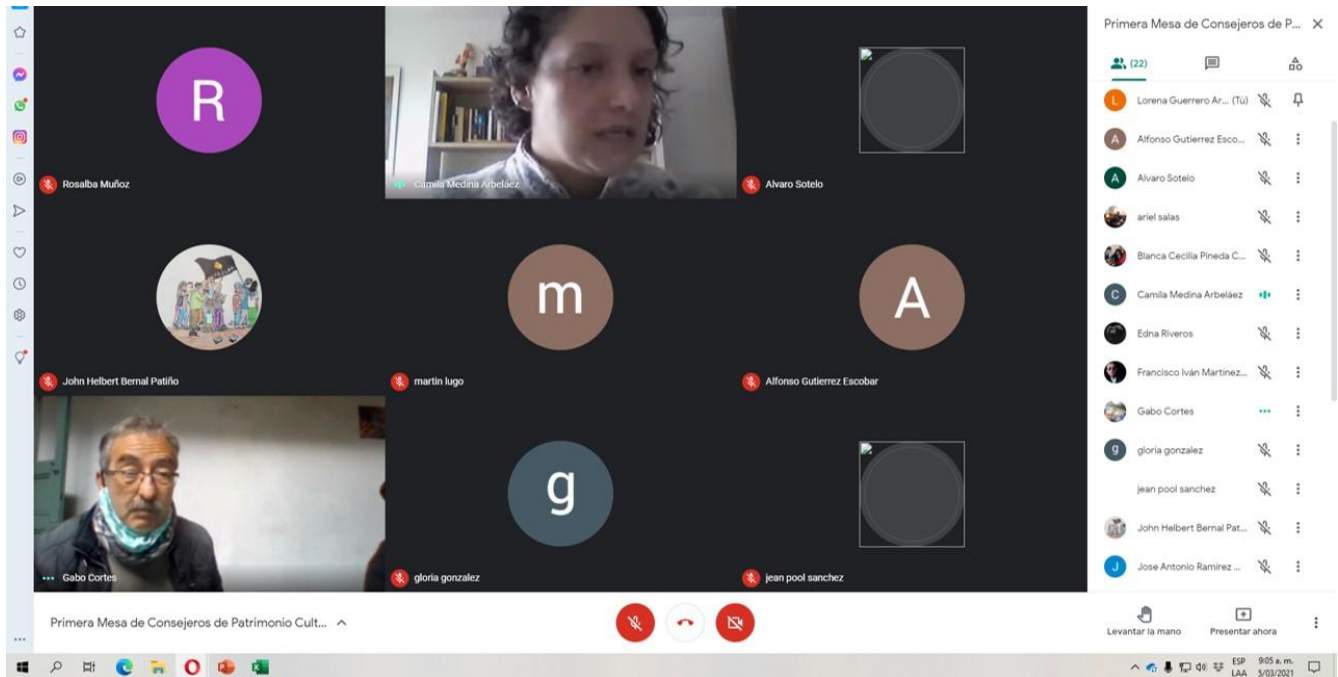 R
Rosalba Muñoz
Camila Medina Arbeláez
Alvaro Sotelo
John Helbert Bernal Patiño
m
martin lugo
A
Alfonso Gutierrez Escobar
Gabo Cortes
g
gloria gonzalez
jean pool sanchez
Primera Mesa de Consejeros de P...
(22)
L Lorena Guerrero Ar... (Tú)
A Alfonso Gutierrez Esco...
A Alvaro Sotelo
ariel salas
Blanca Cecilia Pineda C...
C Camila Medina Arbeláez
Edna Riveros
Francisco Iván Martinez...
Gabo Cortes
g gloria gonzalez
jean pool sanchez
John Helbert Bernal Pat...
J Jose Antonio Ramirez ...
Primera Mesa de Consejeros de Patrimonio Cult...
Levantar la mano
Presentar ahora
ESP
LAA
9:05 a. m.
5/03/2021